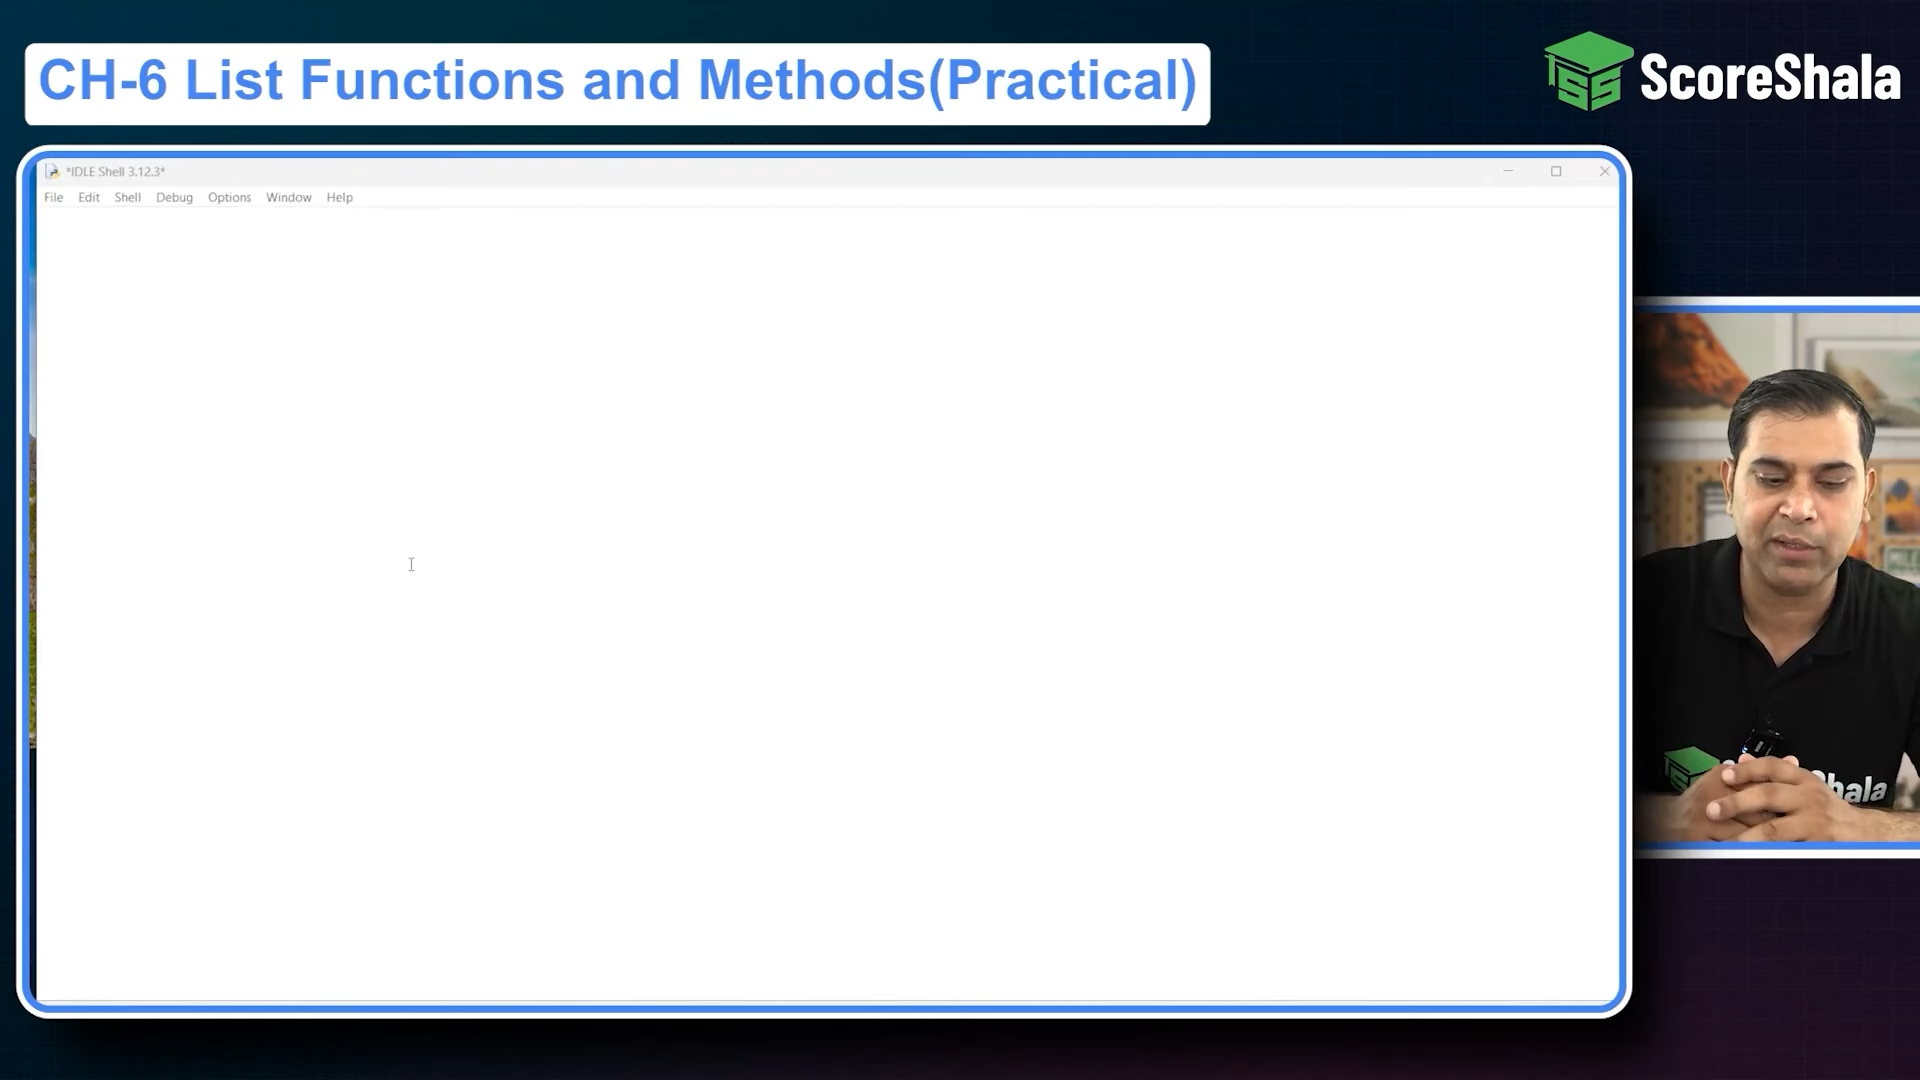 CH-6 List Functions and Methods(Practical)
ScoreShala
*IDLE Shell 3.12.3*
File Edit Shell Debug Options Window Help
hala